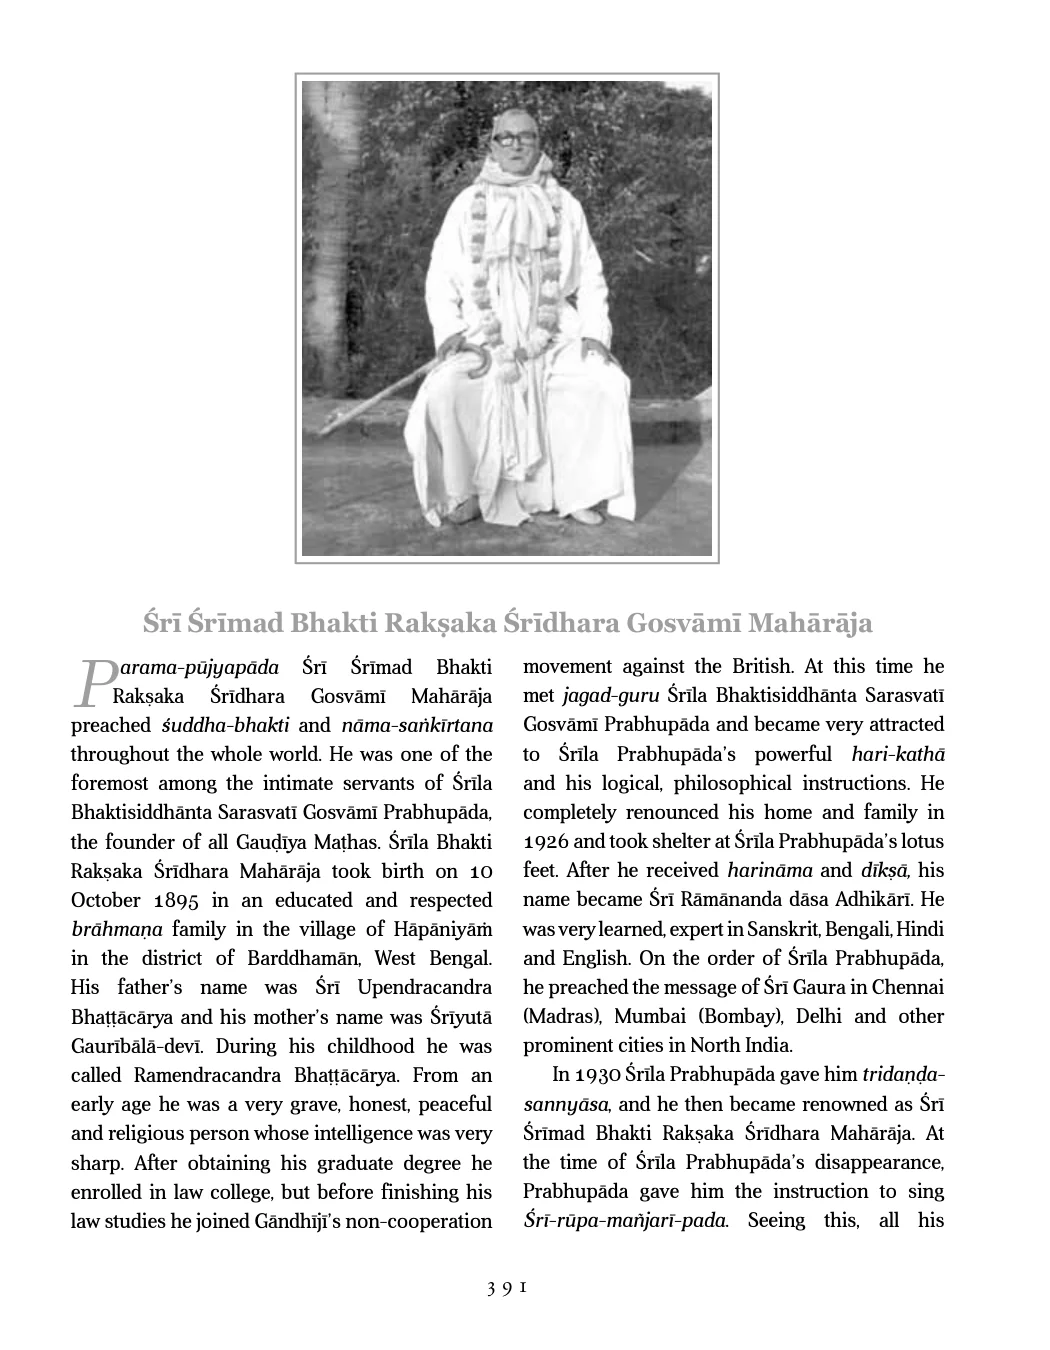 Śrī Śrīmad Bhakti Rakṣaka Śrīdhara Gosvāmī Mahārāja
Parama-pūjyapāda Śrī Śrīmad Bhakti
Rakṣaka Śrīdhara Gosvāmī Mahārāja
preached śuddha-bhakti and nāma-saṅkīrtana
throughout the whole world. He was one of the
foremost among the intimate servants of Śrīla
Bhaktisiddhānta Sarasvatī Gosvāmī Prabhupāda,
the founder of all Gauḍīya Maṭhas. Śrīla Bhakti
Rakṣaka Śrīdhara Mahārāja took birth on 10
October 1895 in an educated and respected
brāhmaṇa family in the village of Hāpāniyāṁ
in the district of Barddhamān, West Bengal.
His father’s name was Śrī Upendracandra
Bhaṭṭācārya and his mother’s name was Śrīyutā
Gaurībālā-devī. During his childhood he was
called Ramendracandra Bhaṭṭācārya. From an
early age he was a very grave, honest, peaceful
and religious person whose intelligence was very
sharp. After obtaining his graduate degree he
enrolled in law college, but before finishing his
law studies he joined Gāndhījī’s non-cooperation
movement against the British. At this time he
met jagad-guru Śrīla Bhaktisiddhānta Sarasvatī
Gosvāmī Prabhupāda and became very attracted
to Śrīla Prabhupāda’s powerful hari-kathā
and his logical, philosophical instructions. He
completely renounced his home and family in
1926 and took shelter at Śrīla Prabhupāda’s lotus
feet. After he received harināma and dīkṣā, his
name became Śrī Rāmānanda dāsa Adhikārī. He
was very learned, expert in Sanskrit, Bengali, Hindi
and English. On the order of Śrīla Prabhupāda,
he preached the message of Śrī Gaura in Chennai
(Madras), Mumbai (Bombay), Delhi and other
prominent cities in North India.
In 1930 Śrīla Prabhupāda gave him tridaṇḍa-
sannyāsa, and he then became renowned as Śrī
Śrīmad Bhakti Rakṣaka Śrīdhara Mahārāja. At
the time of Śrīla Prabhupāda’s disappearance,
Prabhupāda gave him the instruction to sing
Śrī-rūpa-mañjarī-pada. Seeing this, all his
391